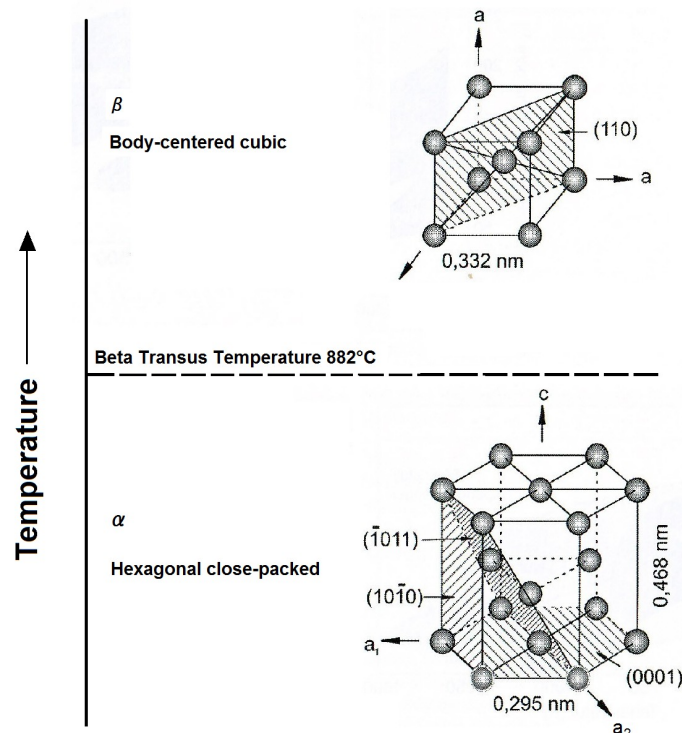 a
β
Body-centered cubic
(110)
a
0,332 nm
Beta Transus Temperature 882°C
Temperature
c
α
(1̄011)
Hexagonal close-packed
(101̄0)
0,468 nm
a₁
(0001)
0,295 nm
a₂